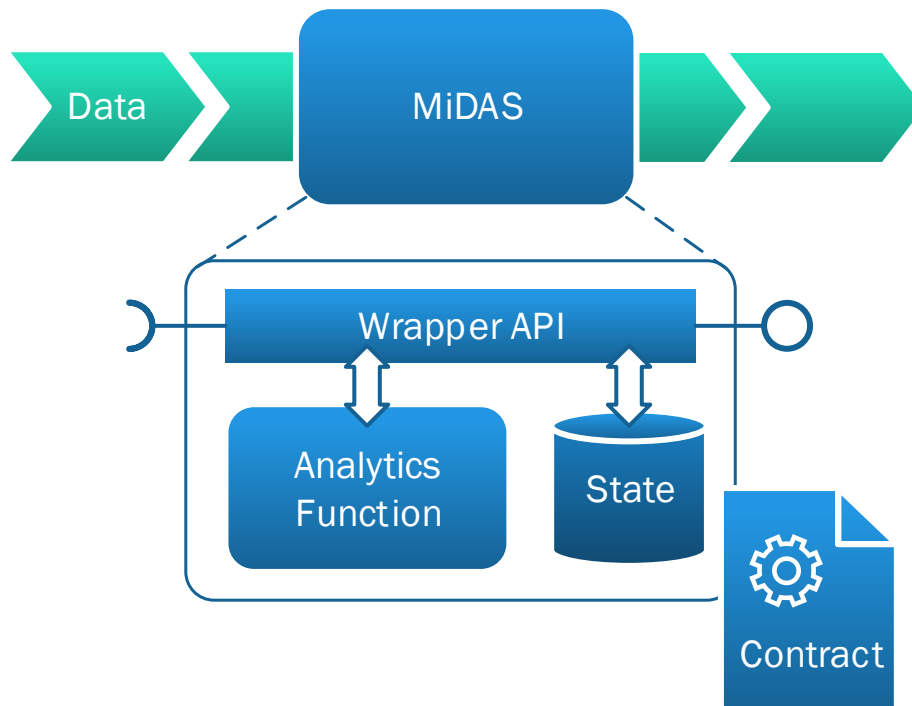 Data
MiDAS
Wrapper API
Analytics
Function
State
Contract